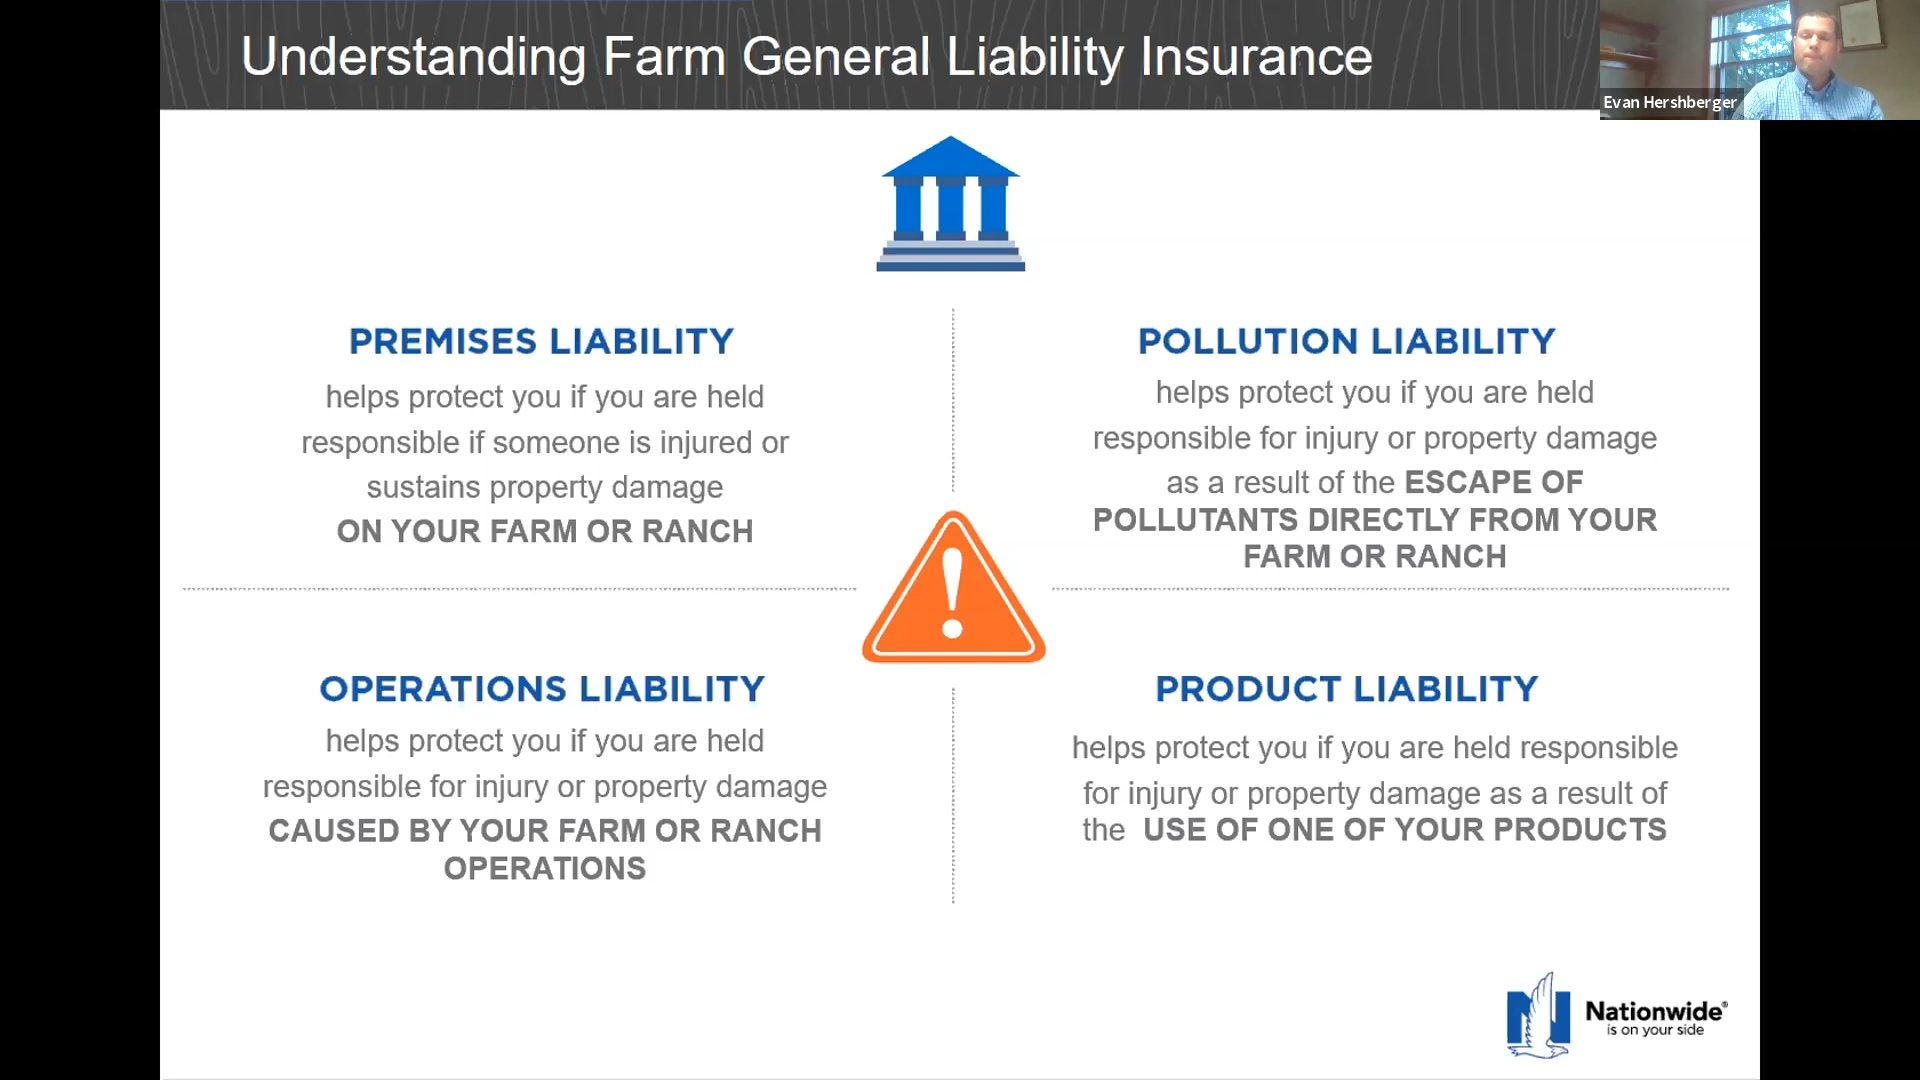 Understanding Farm General Liability Insurance
Evan Hershberger
PREMISES LIABILITY
helps protect you if you are held
responsible if someone is injured or
sustains property damage
ON YOUR FARM OR RANCH
POLLUTION LIABILITY
helps protect you if you are held
responsible for injury or property damage
as a result of the ESCAPE OF
POLLUTANTS DIRECTLY FROM YOUR
FARM OR RANCH
OPERATIONS LIABILITY
helps protect you if you are held
responsible for injury or property damage
CAUSED BY YOUR FARM OR RANCH
OPERATIONS
PRODUCT LIABILITY
helps protect you if you are held responsible
for injury or property damage as a result of
the USE OF ONE OF YOUR PRODUCTS
Nationwide®
is on your side